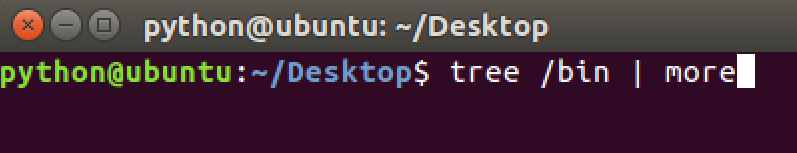 python@ubuntu: ~/Desktop
python@ubuntu:~/Desktop$ tree /bin | more